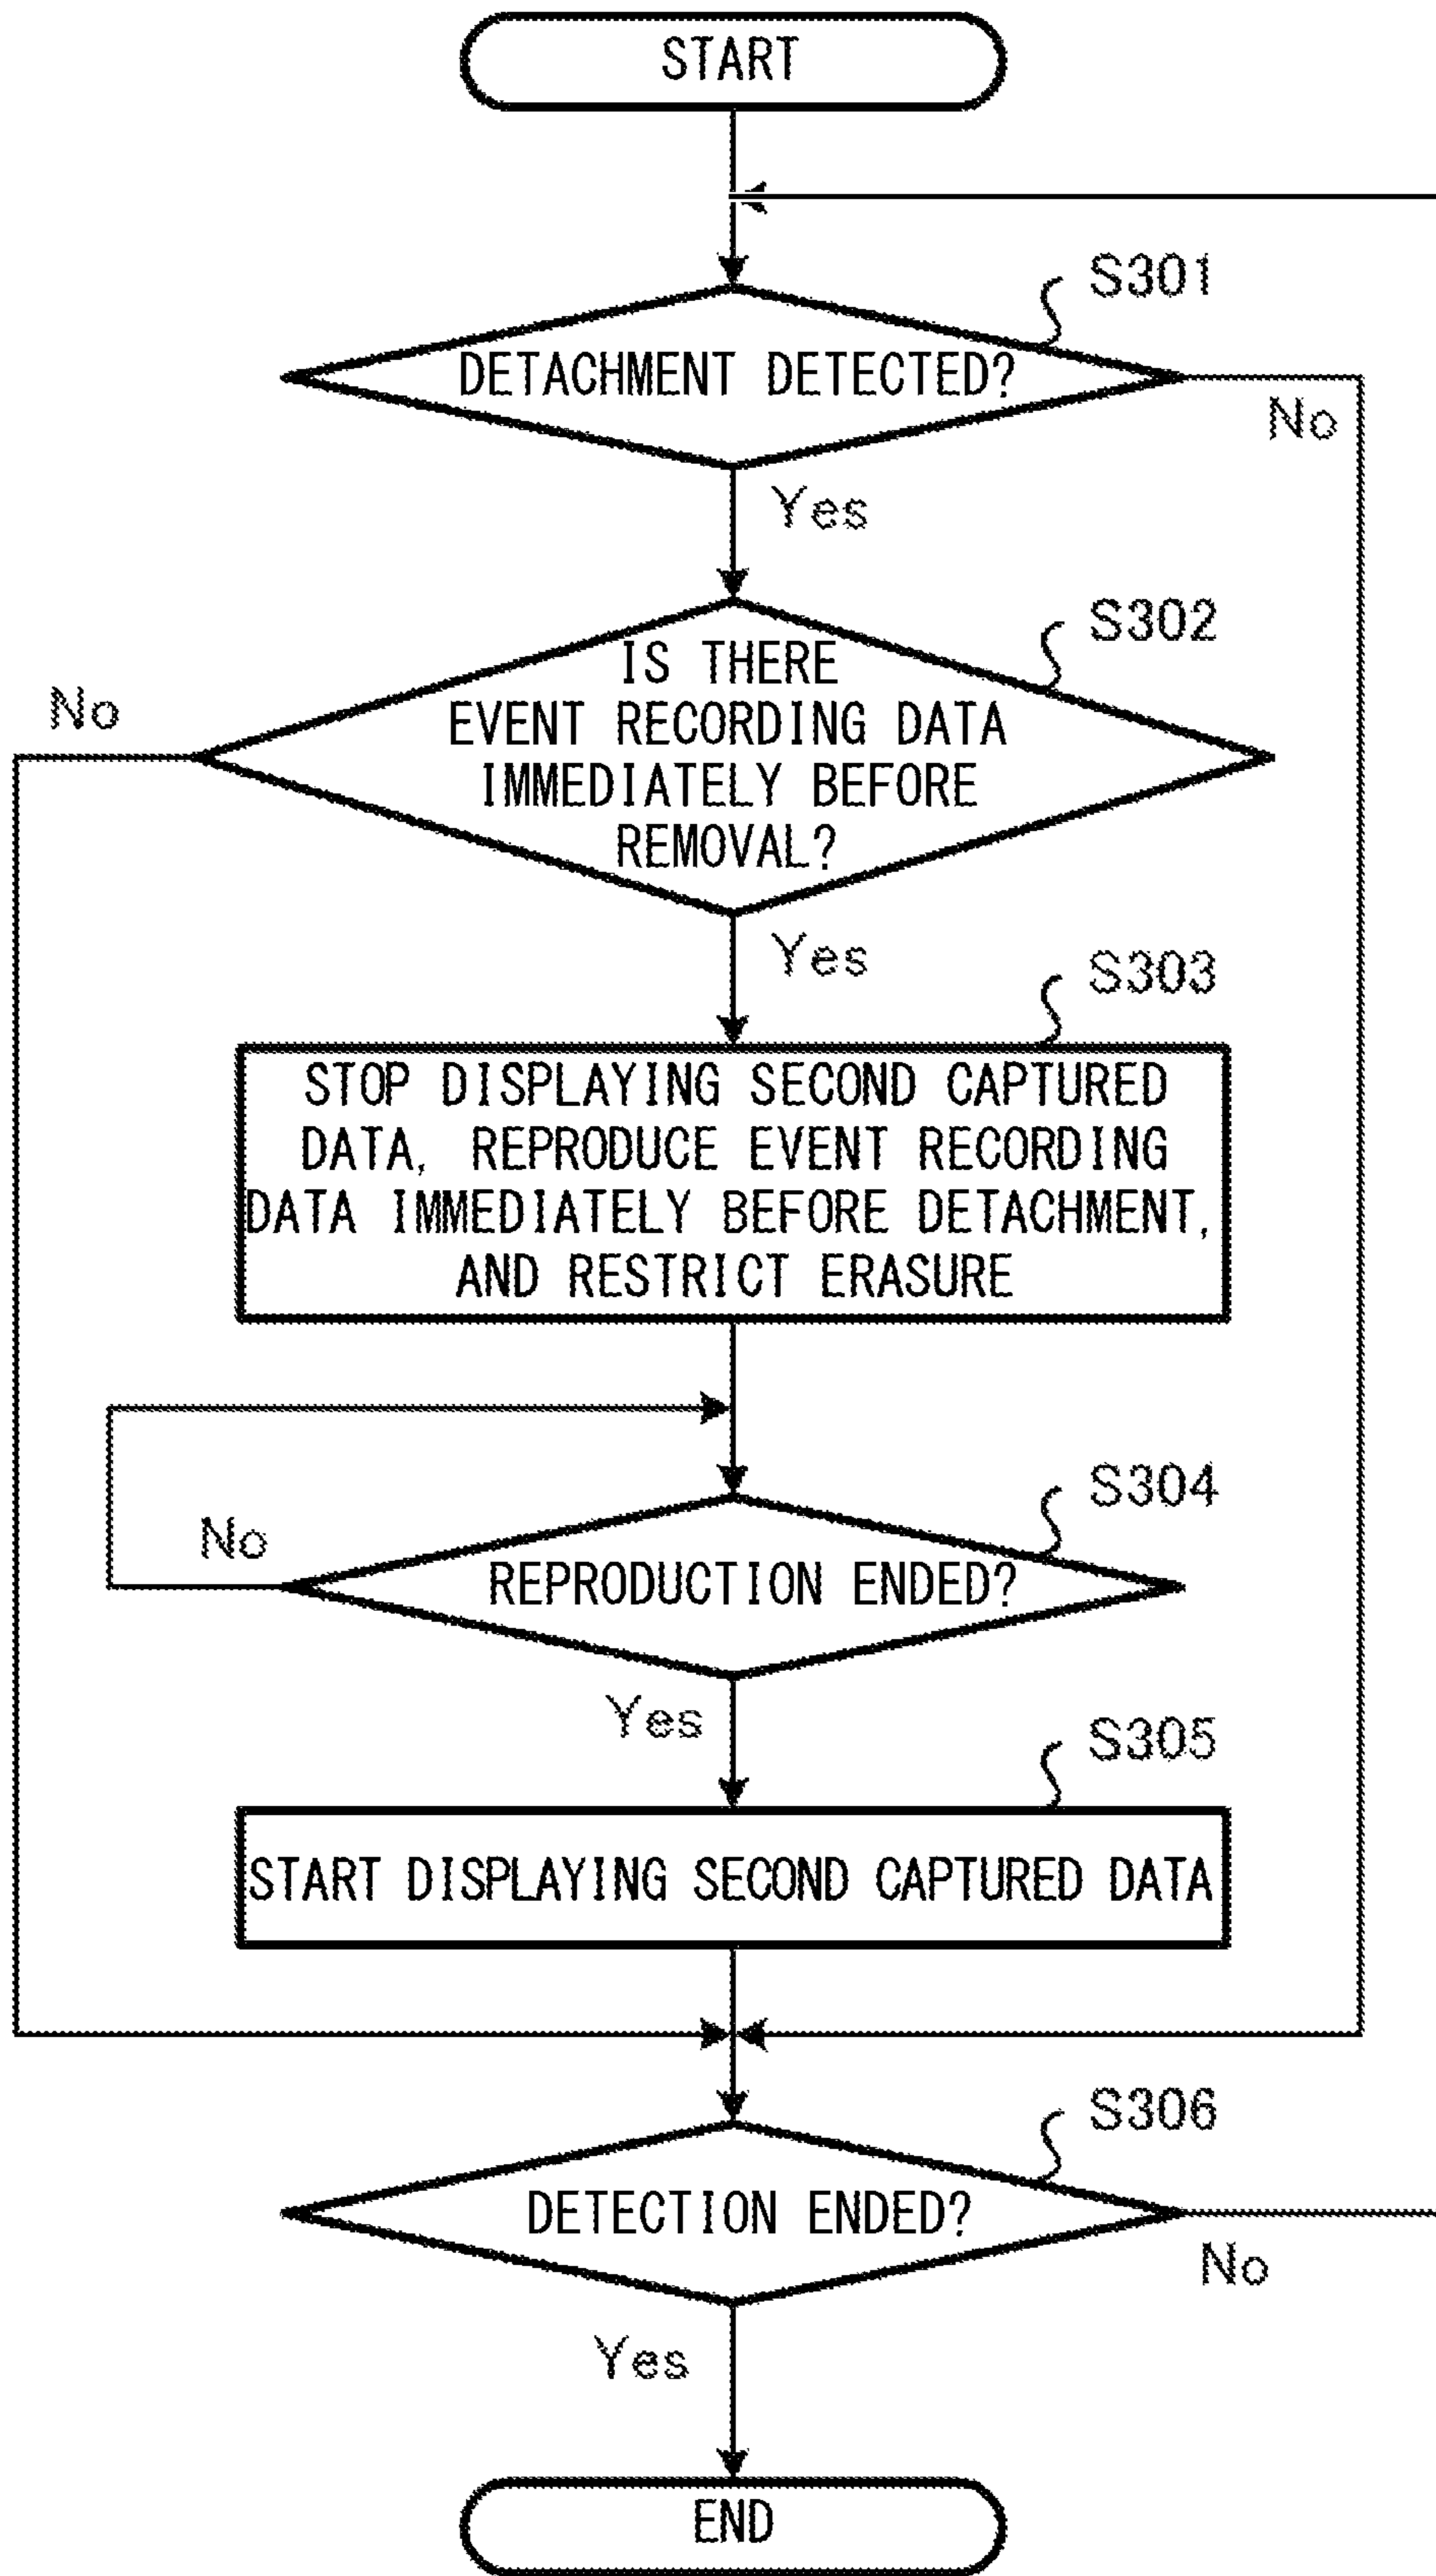 START
S301
DETACHMENT DETECTED?
No
Yes
S302
IS THERE
No
EVENT RECORDING DATA
IMMEDIATELY BEFORE
REMOVAL?
Yes
S303
STOP DISPLAYING SECOND CAPTURED
DATA, REPRODUCE EVENT RECORDING
DATA IMMEDIATELY BEFORE DETACHMENT,
AND RESTRICT ERASURE
S304
No
REPRODUCTION ENDED?
Yes
S305
START DISPLAYING SECOND CAPTURED DATA
S306
DETECTION ENDED?
No
Yes
END